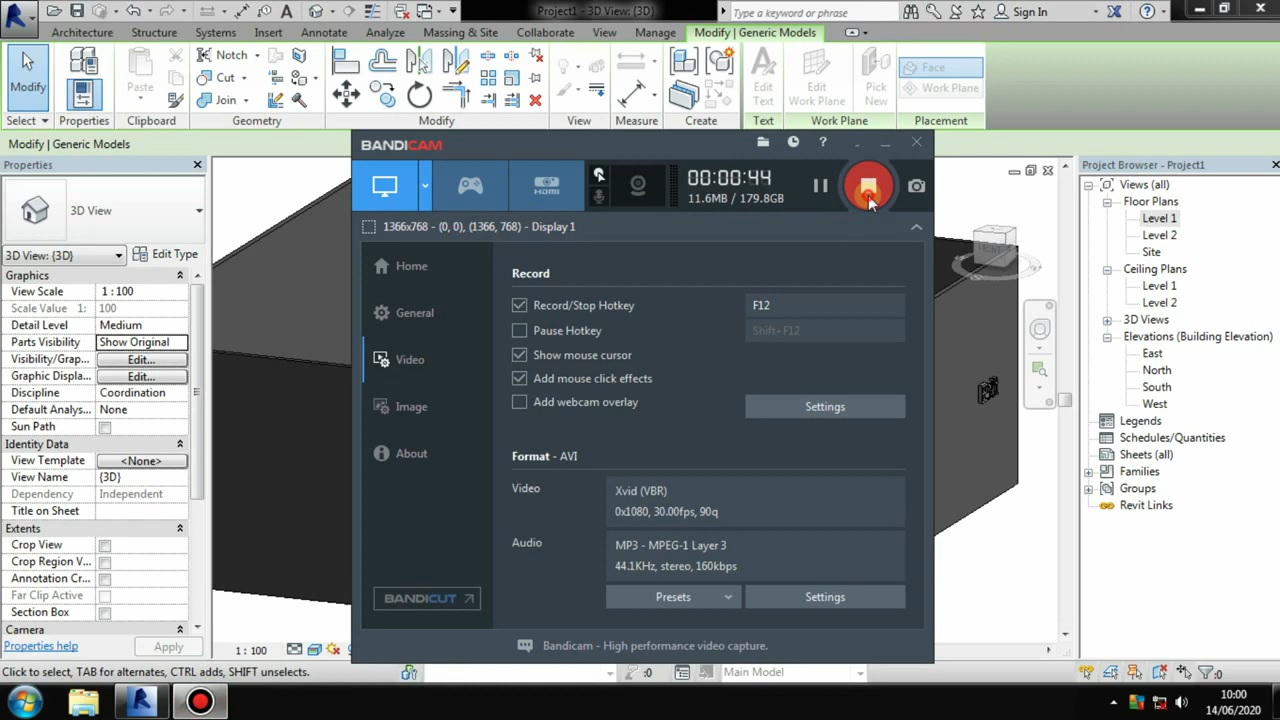 Project1 - 3D View: {3D}
Type a keyword or phrase
Sign In
Architecture
Structure
Systems
Insert
Annotate
Analyze
Massing & Site
Collaborate
View
Manage
Modify | Generic Models
Modify
Paste
Notch
Cut
Join
Edit
Text
Edit
Work Plane
Pick
New
Face
Work Plane
Select
Properties
Clipboard
Geometry
Modify
View
Measure
Create
Text
Work Plane
Placement
Modify | Generic Models
Properties
3D View
3D View: {3D}
Edit Type
Graphics
View Scale 1 : 100
Scale Value 1: 100
Detail Level Medium
Parts Visibility Show Original
Visibility/Grap... Edit...
Graphic Displa... Edit...
Discipline Coordination
Default Analys... None
Sun Path
Identity Data
View Template <None>
View Name {3D}
Dependency Independent
Title on Sheet
Extents
Crop View
Crop Region V...
Annotation Cr...
Far Clip Active
Section Box
Camera
Properties help
Apply
BANDICAM
?
HDMI
00:00:44
11.6MB / 179.8GB
1366x768 - (0, 0), (1366, 768) - Display 1
Home
General
Video
Image
About
BANDICUT
Record
Record/Stop Hotkey F12
Pause Hotkey Shift+F12
Show mouse cursor
Add mouse click effects
Add webcam overlay
Settings
Format - AVI
Video
Xvid (VBR)
0x1080, 30.00fps, 90q
Audio
MP3 - MPEG-1 Layer 3
44.1KHz, stereo, 160kbps
Presets
Settings
Bandicam - High performance video capture.
Project Browser - Project1
Views (all)
Floor Plans
Level 1
Level 2
Site
Ceiling Plans
Level 1
Level 2
3D Views
Elevations (Building Elevation)
East
North
South
West
Legends
Schedules/Quantities
Sheets (all)
Families
Groups
Revit Links
1 : 100
Click to select, TAB for alternates, CTRL adds, SHIFT unselects.
:0
Main Model
:0
10:00
14/06/2020